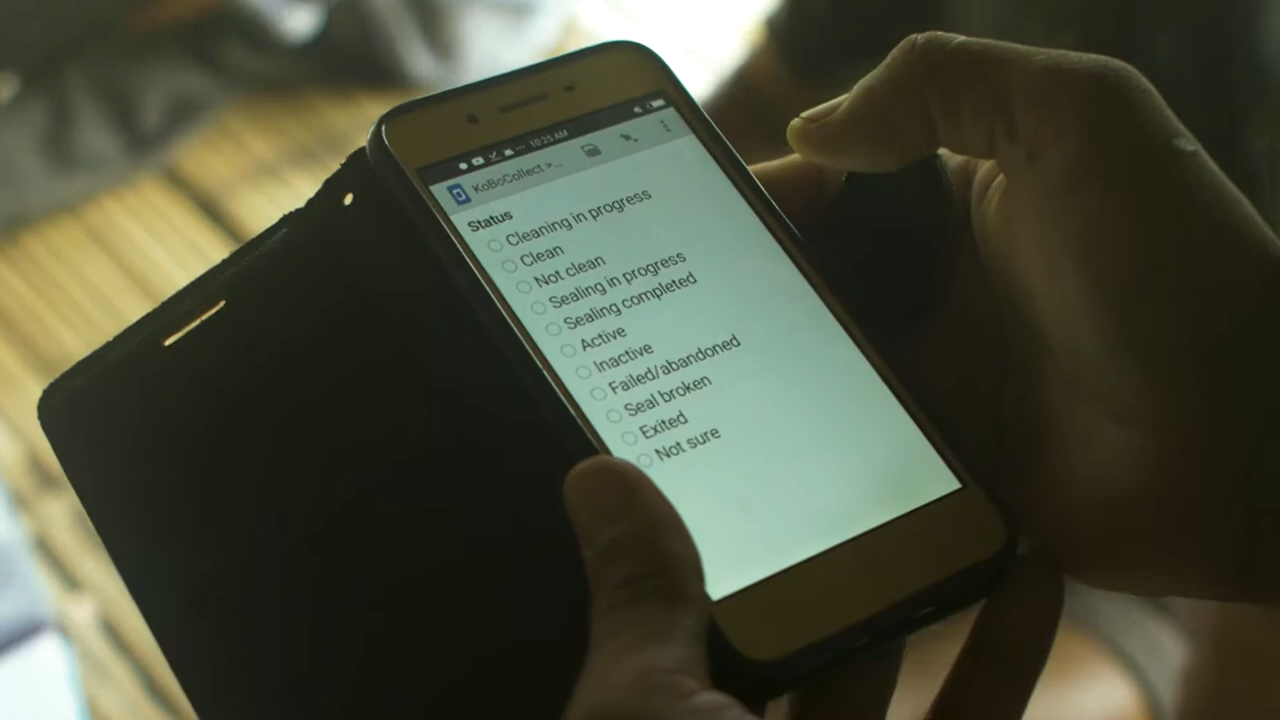 10:25 AM
KoBoCollect >...
Status
Cleaning in progress
Clean
Not clean
Sealing in progress
Sealing completed
Active
Inactive
Failed/abandoned
Seal broken
Exited
Not sure